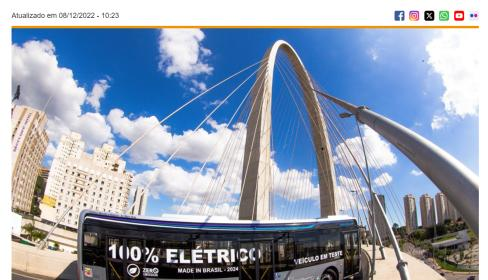 Atualizado em 08/12/2022 - 10:23
100% ELÉTRICO
VEÍCULO EM TESTE
ZERO
MADE IN BRASIL - 2024